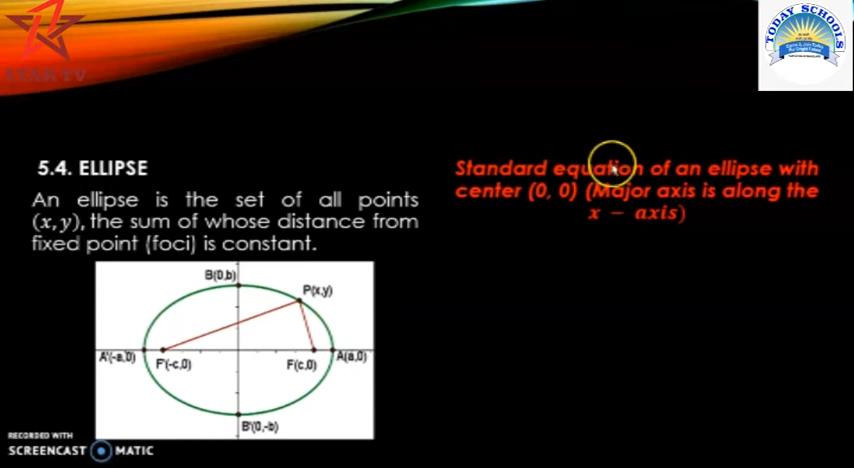 STAR TV
TODAY SCHOOLS
5.4. ELLIPSE
An ellipse is the set of all points
(x, y), the sum of whose distance from
fixed point (foci) is constant.
Standard equation of an ellipse with
center (0, 0) (Major axis is along the
x − axis)
B(0,b)
P(x,y)
A'(-a,0)
F'(-c,0)
F(c,0)
A(a,0)
B'(0,-b)
RECORDED WITH
SCREENCAST MATIC